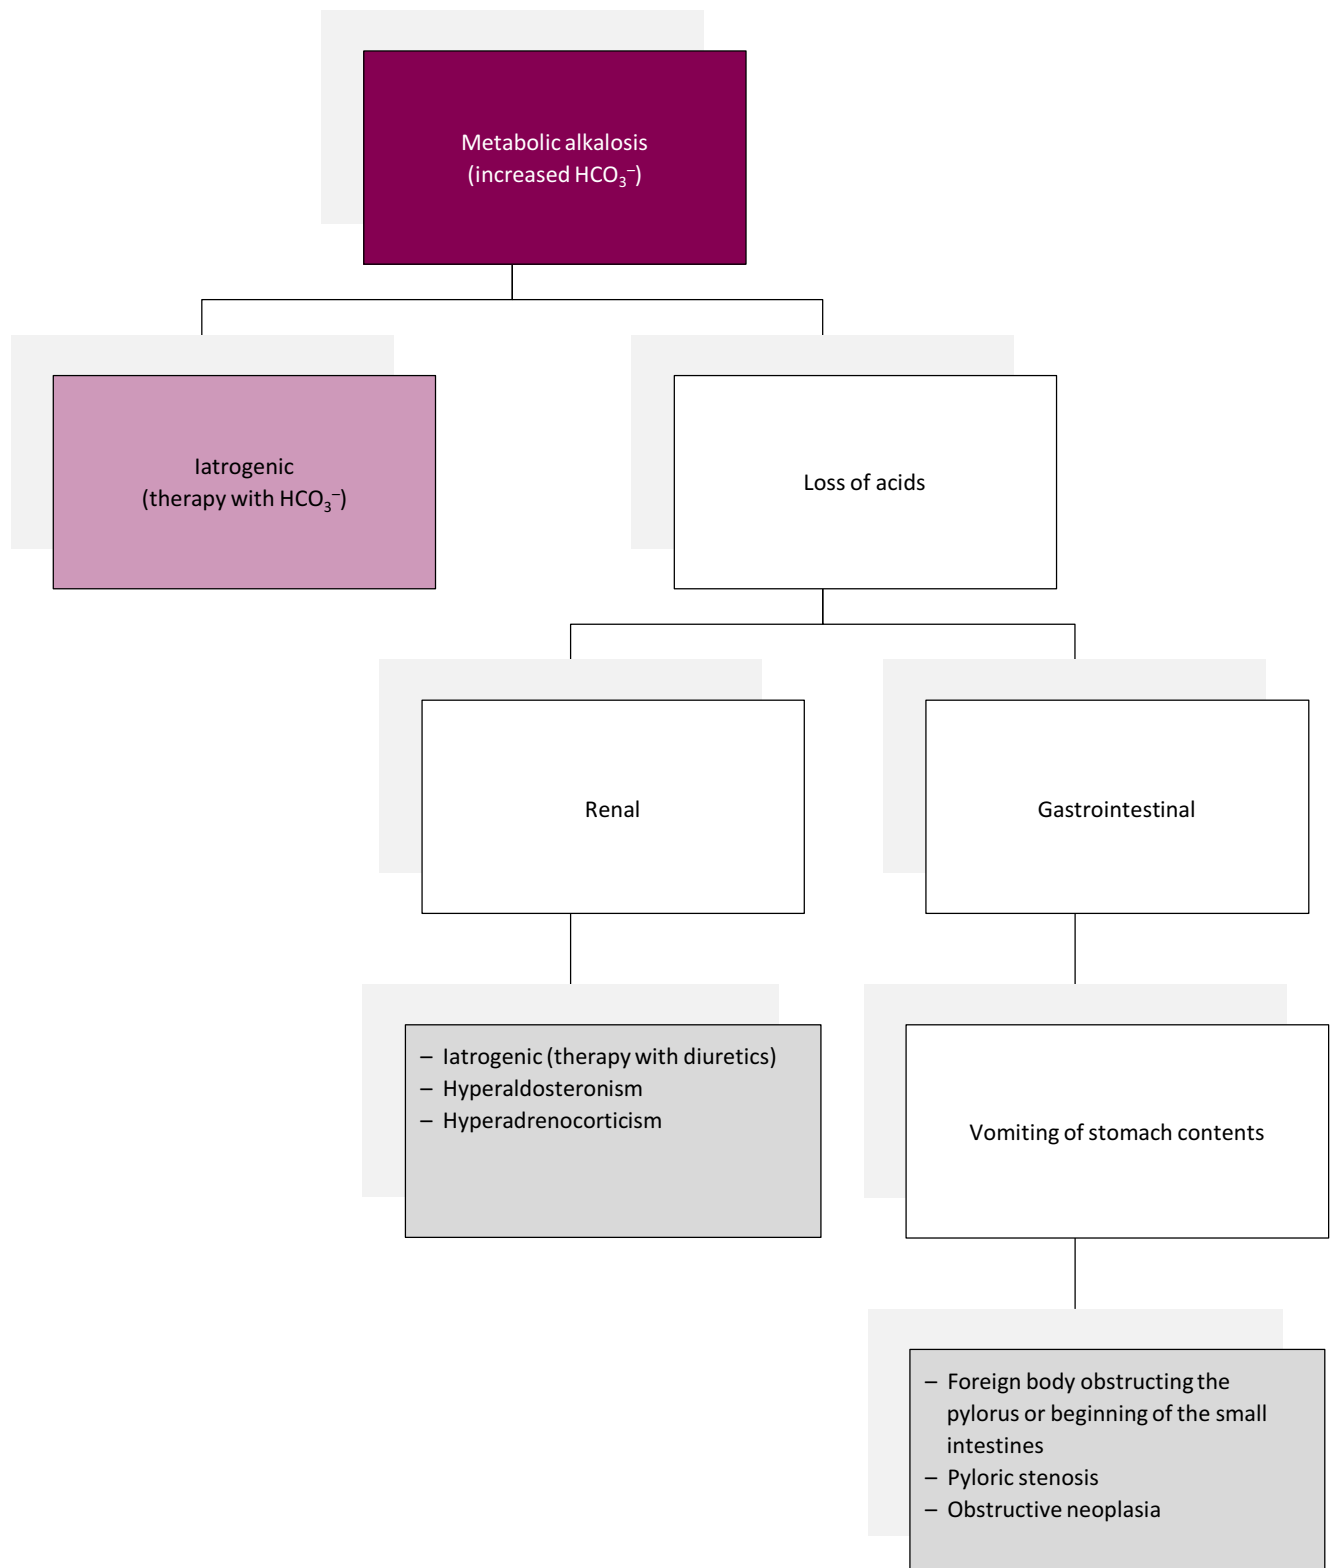 Metabolic alkalosis
(increased HCO₃⁻)
Iatrogenic
(therapy with HCO₃⁻)
Loss of acids
Renal
Gastrointestinal
– Iatrogenic (therapy with diuretics)
– Hyperaldosteronism
– Hyperadrenocorticism
Vomiting of stomach contents
– Foreign body obstructing the
pylorus or beginning of the small
intestines
– Pyloric stenosis
– Obstructive neoplasia